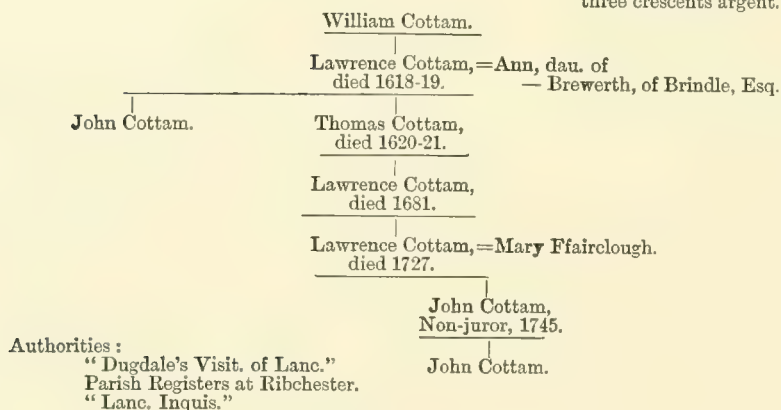 three crescents argent.
William Cottam.
Lawrence Cottam,=Ann, dau. of
died 1618-19. — Brewerth, of Brindle, Esq.
John Cottam. Thomas Cottam,
died 1620-21.
Lawrence Cottam,
died 1681.
Lawrence Cottam,=Mary Ffairclough.
died 1727.
John Cottam,
Non-juror, 1745.
John Cottam.
Authorities :
“ Dugdale's Visit. of Lanc.”
Parish Registers at Ribchester.
“ Lanc. Inquis.”